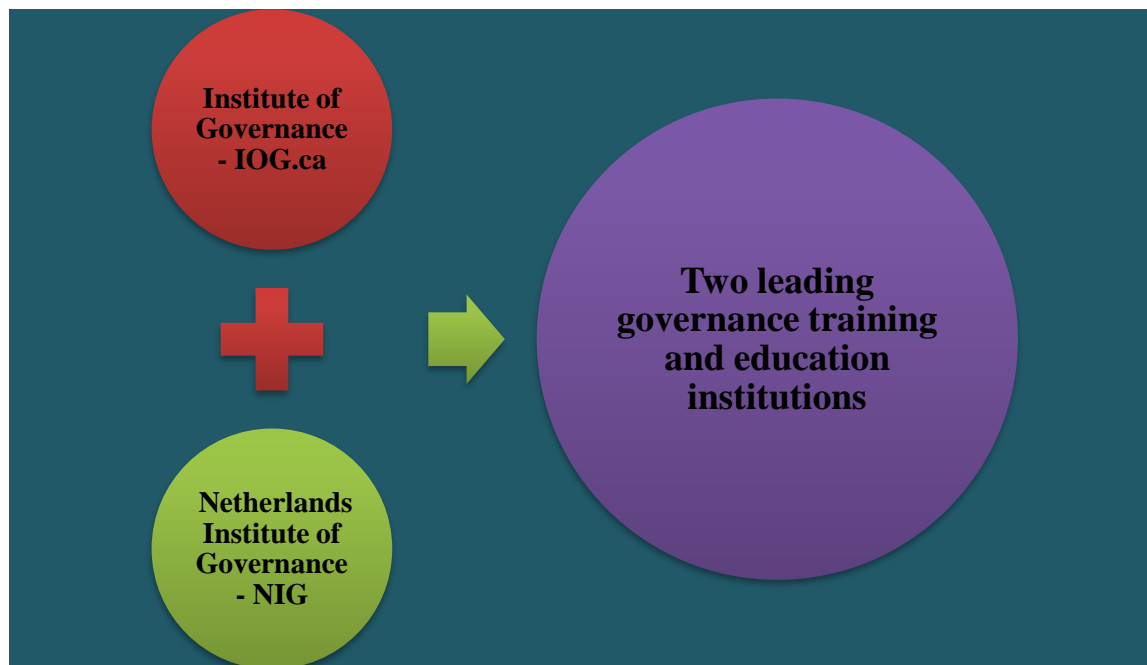 Institute of
Governance
- IOG.ca
Netherlands
Institute of
Governance
- NIG
Two leading
governance training
and education
institutions